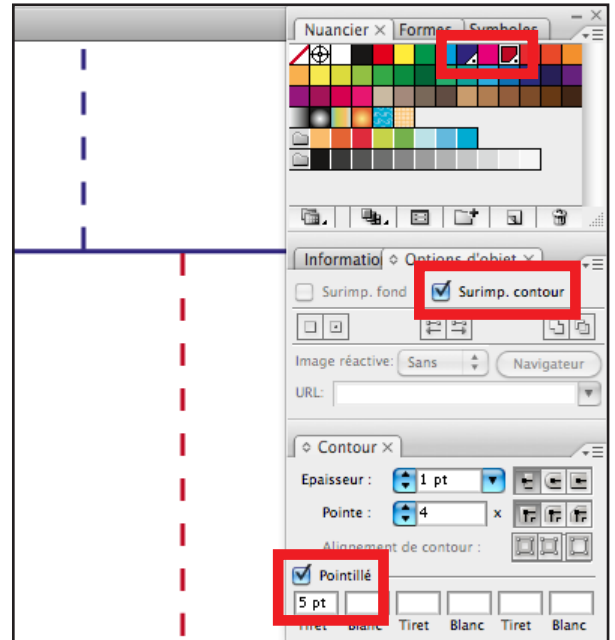 Nuancier × Formes Symboles
Informatio Options d'objet ×
Surimp. fond Surimp. contour
Image réactive: Sans Navigateur
URL:
Contour ×
Epaisseur : 1 pt
Pointe : 4 x
Alignement de contour :
Pointillé
5 pt
Tiret Blanc Tiret Blanc Tiret Blanc